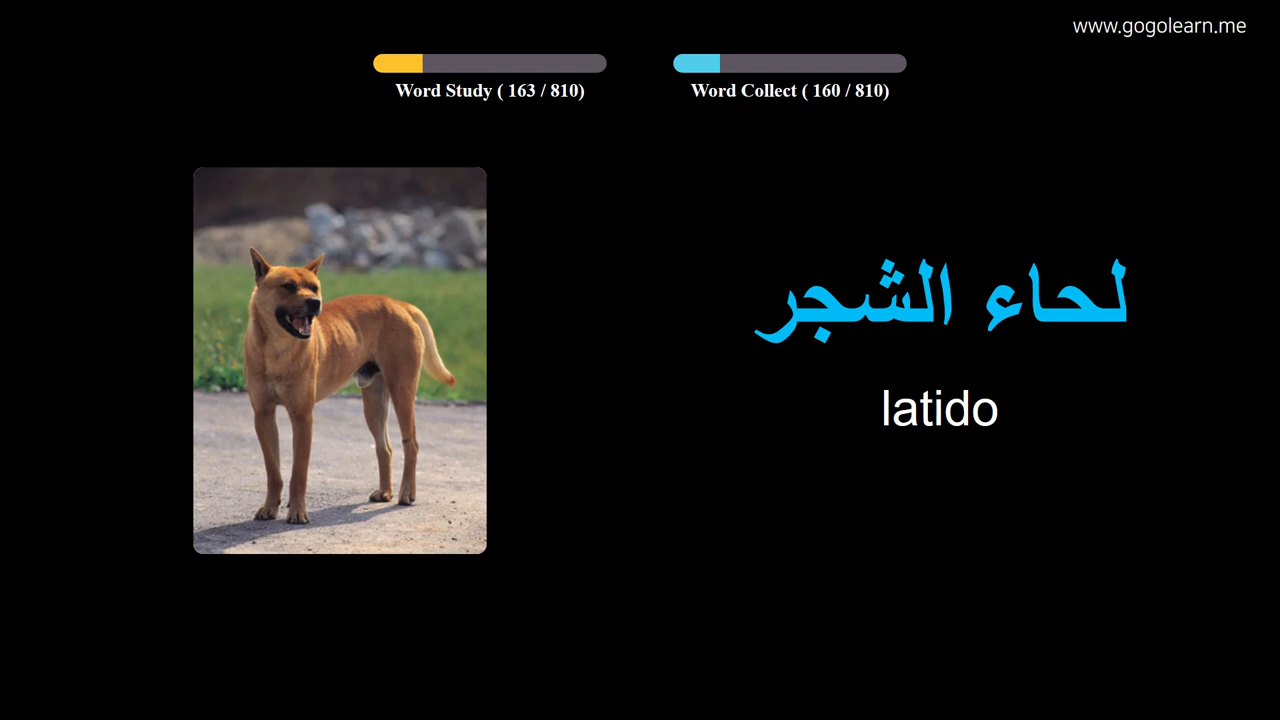 www.gogolearn.me
Word Study ( 163 / 810)
Word Collect ( 160 / 810)
لحاء الشجر
latido